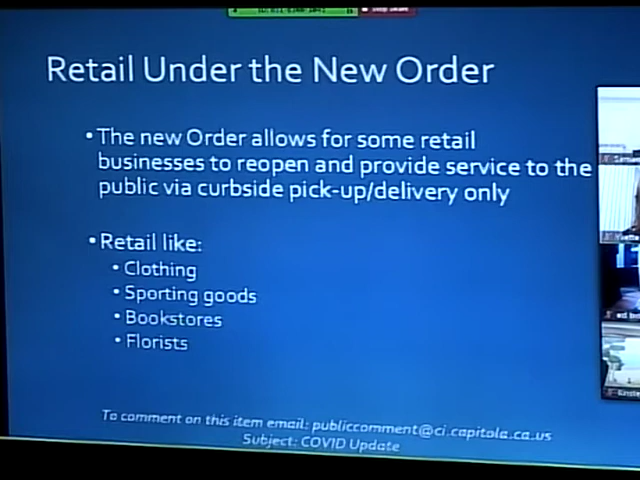 Retail Under the New Order
• The new Order allows for some retail
businesses to reopen and provide service to the
public via curbside pick-up/delivery only
• Retail like:
• Clothing
• Sporting goods
• Bookstores
• Florists
To comment on this item email: publiccomment@ci.capitola.ca.us
Subject: COVID Update